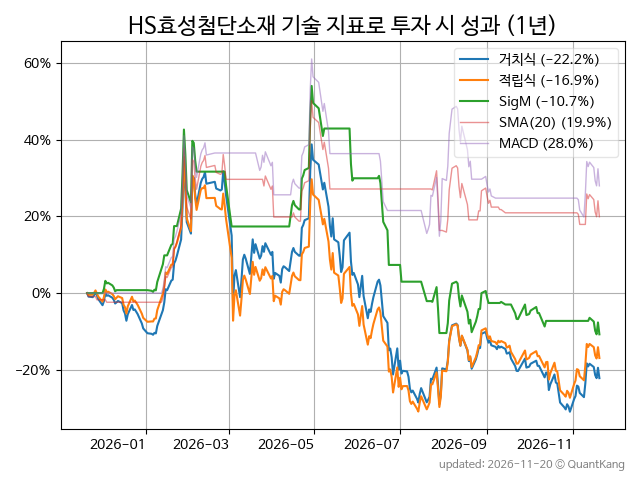 HS효성첨단소재 기술 지표로 투자 시 성과 (1년)
거치식 (−22.2%)
적립식 (−16.9%)
SigM (−10.7%)
SMA(20) (19.9%)
MACD (28.0%)
60%
40%
20%
0%
−20%
2026-01
2026-03
2026-05
2026-07
2026-09
2026-11
updated: 2026-11-20 © QuantKang